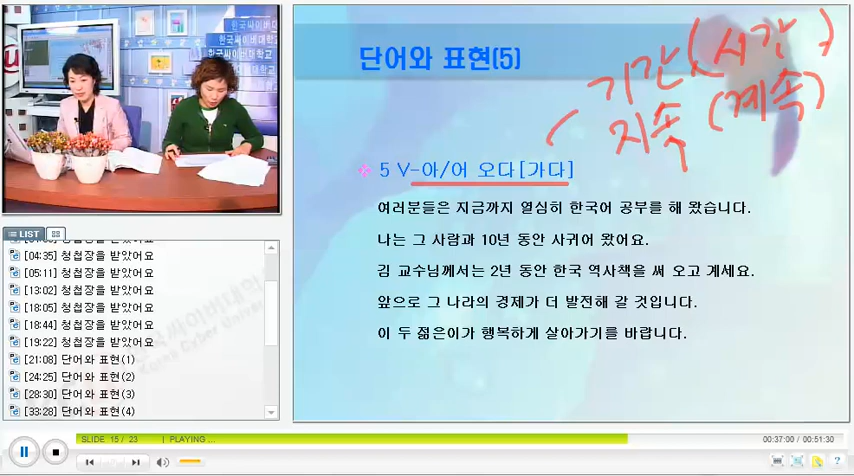 한국싸이버대학교
한국싸이버대학교
단어와 표현(5)
기간(시간)
지속(계속)
5 V-아/어 오다[가다]
여러분들은 지금까지 열심히 한국어 공부를 해 왔습니다.
나는 그 사람과 10년 동안 사귀어 왔어요.
김 교수님께서는 2년 동안 한국 역사책을 써 오고 계세요.
앞으로 그 나라의 경제가 더 발전해 갈 것입니다.
이 두 젊은이가 행복하게 살아가기를 바랍니다.
LIST
[04:35] 청첩장을 받았어요
[05:11] 청첩장을 받았어요
[13:02] 청첩장을 받았어요
[18:05] 청첩장을 받았어요
[18:44] 청첩장을 받았어요
[19:22] 청첩장을 받았어요
[21:08] 단어와 표현(1)
[24:25] 단어와 표현(2)
[28:30] 단어와 표현(3)
[33:28] 단어와 표현(4)
SLIDE 15 / 23 | PLAYING ...
00:37:00 / 00:51:30